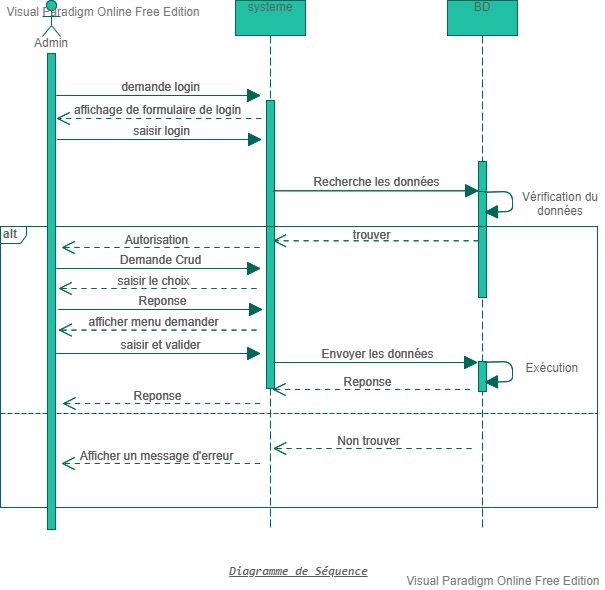 Visual Paradigm Online Free Edition
systeme
BD
Admin
demande login
affichage de formulaire de login
saisir login
Recherche les données
Vérification du
données
alt
trouver
Autorisation
Demande Crud
saisir le choix
Reponse
afficher menu demander
saisir et valider
Envoyer les données
Exécution
Reponse
Reponse
Non trouver
Afficher un message d'erreur
Diagramme de Séquence
Visual Paradigm Online Free Edition